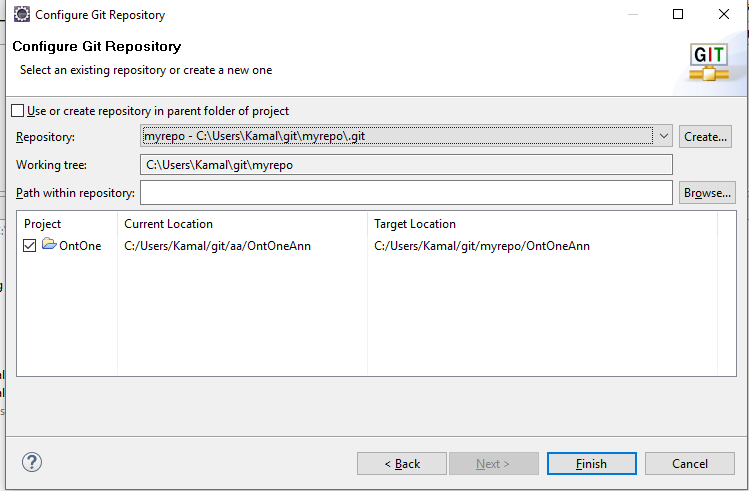 Configure Git Repository
Configure Git Repository
Select an existing repository or create a new one
GIT
Use or create repository in parent folder of project
Repository: myrepo - C:\Users\Kamal\git\myrepo\.git Create...
Working tree: C:\Users\Kamal\git\myrepo
Path within repository: Browse...
Project Current Location Target Location
OntOne C:/Users/Kamal/git/aa/OntOneAnn C:/Users/Kamal/git/myrepo/OntOneAnn
? < Back Next > Finish Cancel